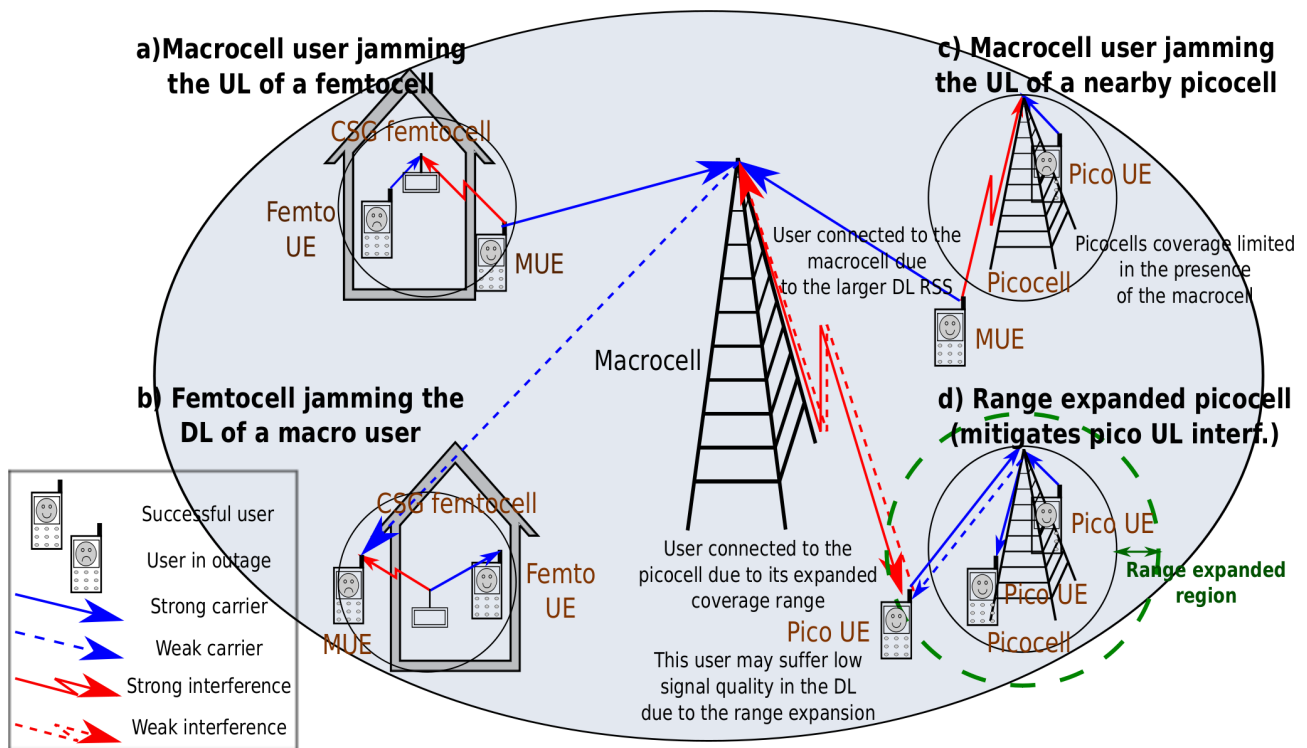 a)Macrocell user jamming
the UL of a femtocell
CSG femtocell
Femto
UE
MUE
c) Macrocell user jamming
the UL of a nearby picocell
Pico UE
User connected to the
macrocell due
to the larger DL RSS
Picocells coverage limited
in the presence
of the macrocell
Picocell
MUE
Macrocell
b) Femtocell jamming the
DL of a macro user
CSG femtocell
Femto
UE
MUE
d) Range expanded picocell
(mitigates pico UL interf.)
Pico UE
Range expanded
region
Pico UE
Picocell
User connected to the
picocell due to its expanded
coverage range
Pico UE
This user may suffer low
signal quality in the DL
due to the range expansion
Successful user
User in outage
Strong carrier
Weak carrier
Strong interference
Weak interference